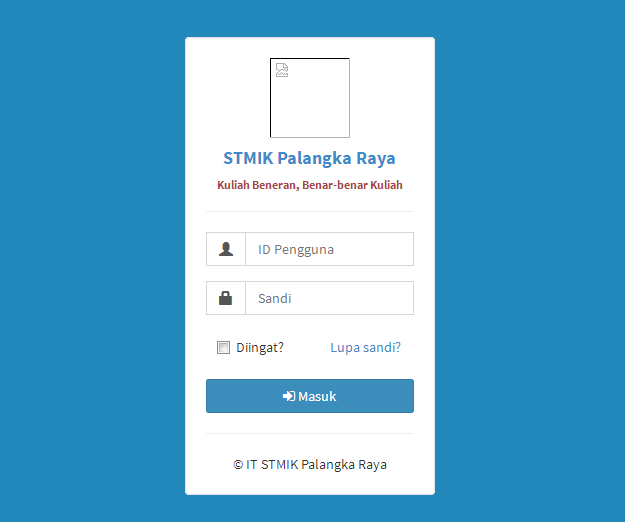 STMIK Palangka Raya
Kuliah Beneran, Benar-benar Kuliah
ID Pengguna
Sandi
Diingat? Lupa sandi?
Masuk
© IT STMIK Palangka Raya